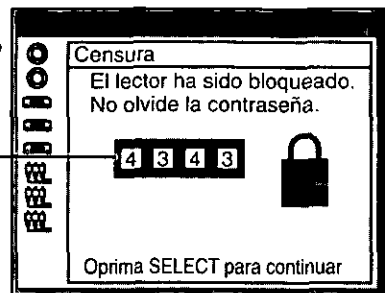 Censura
El lector ha sido bloqueado.
No olvide la contraseña.
4 3 4 3
Oprima SELECT para continuar